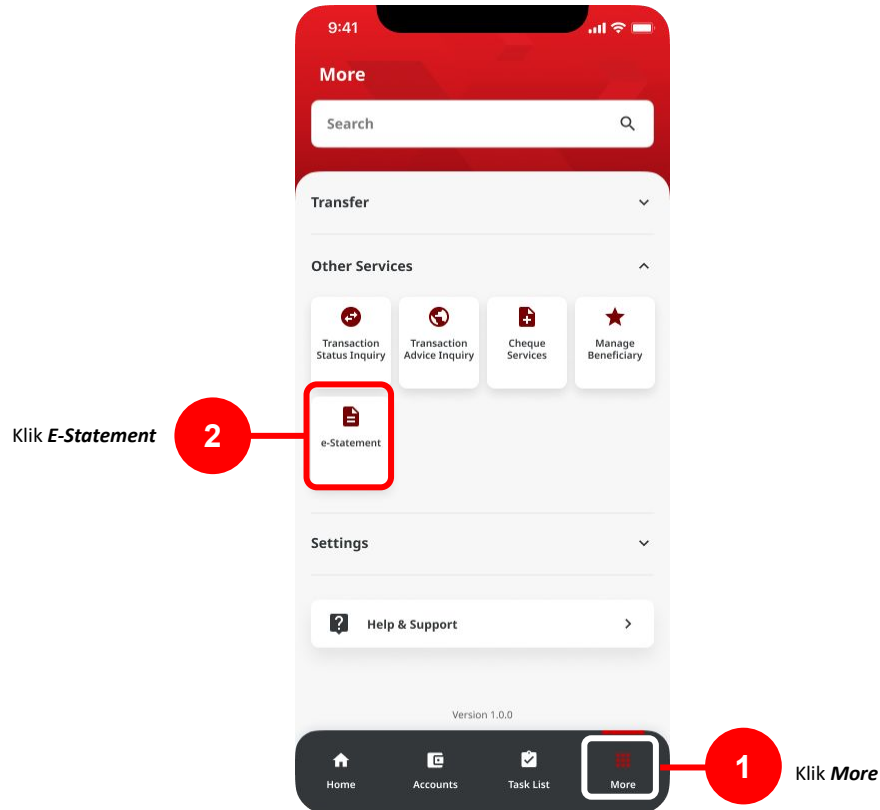 9:41
More
Search
Transfer
Other Services
Transaction
Status Inquiry
Transaction
Advice Inquiry
Cheque
Services
Manage
Beneficiary
Klik E-Statement
2
e-Statement
Settings
Help & Support
Version 1.0.0
Home
Accounts
Task List
More
1
Klik More